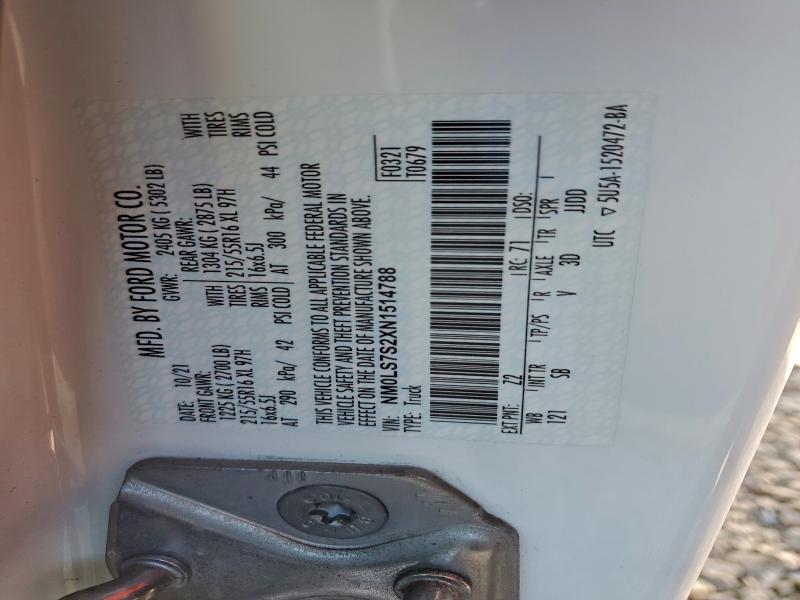 MFD. BY FORD MOTOR CO.
DATE: 10/21 GVWR: 2405 KG ( 5302 LB)
FRONT GAWR: REAR GAWR: WITH
1225 KG (2700 LB) 1304 KG (2875 LB) WITH TIRES
215/55R16 XL 97H TIRES 215/55R16 XL 97H RIMS
16x6.5J RIMS 16x6.5J
AT 290 kPa/ 42 PSI COLD AT 300 kPa/ 44 PSI COLD
THIS VEHICLE CONFORMS TO ALL APPLICABLE FEDERAL MOTOR
VEHICLE SAFETY AND THEFT PREVENTION STANDARDS IN
EFFECT ON THE DATE OF MANUFACTURE SHOWN ABOVE.
VIN: NM0LS7S2XN1514788 F0321
TYPE: Truck T0679
EXT PNT: Z2 RC: 71 DSO:
WB INT TR TP/PS R AXLE TR SPR
121 SB V 3D JJDD
UTC ▽ 5U5A-1520472-BA